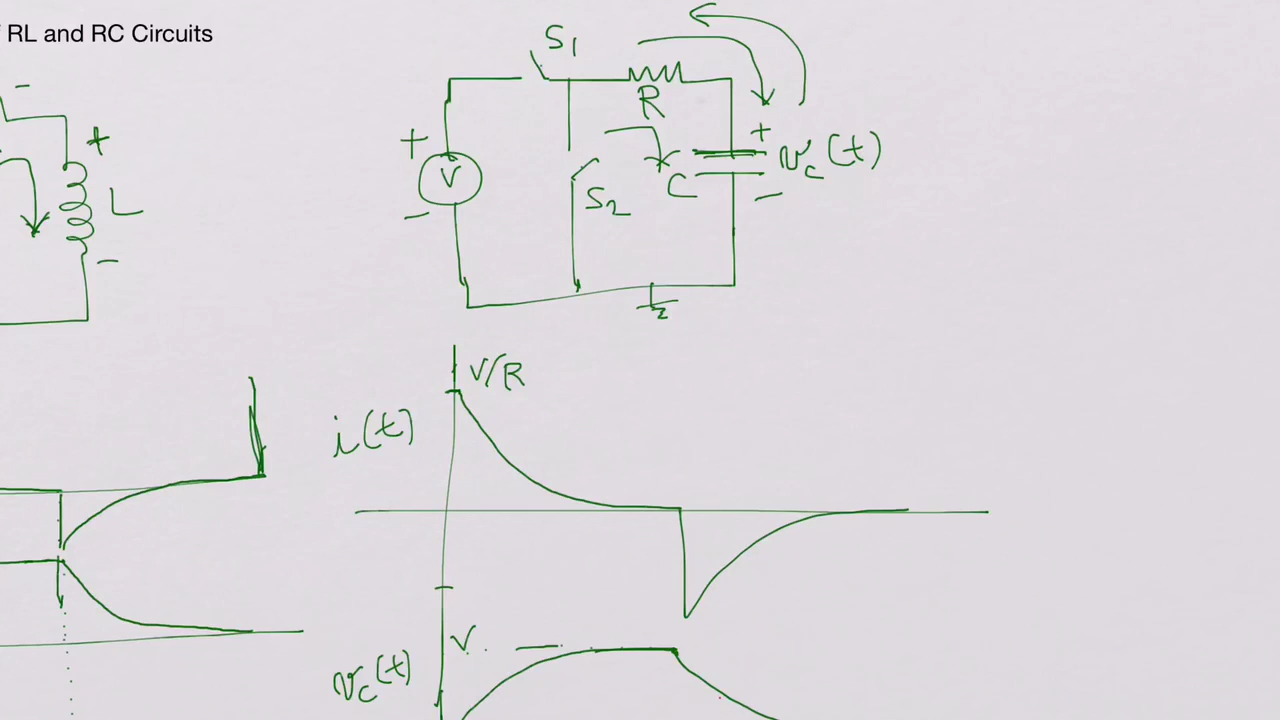 RL and RC Circuits
S1
R
+
-
+
L
-
+
V
-
S2
C
+
vc(t)
-
V/R
i(t)
V
vc(t)